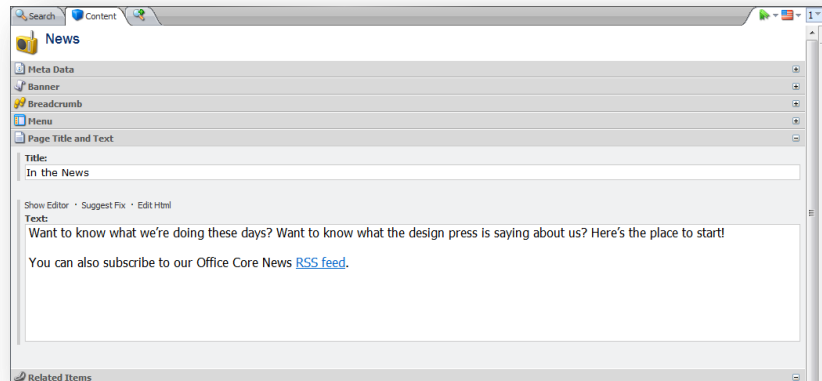 Search Content
1
News
Meta Data
Banner
Breadcrumb
Menu
Page Title and Text
Title:
In the News
Show Editor · Suggest Fix · Edit Html
Text:
Want to know what we're doing these days? Want to know what the design press is saying about us? Here's the place to start!
You can also subscribe to our Office Core News RSS feed.
Related Items